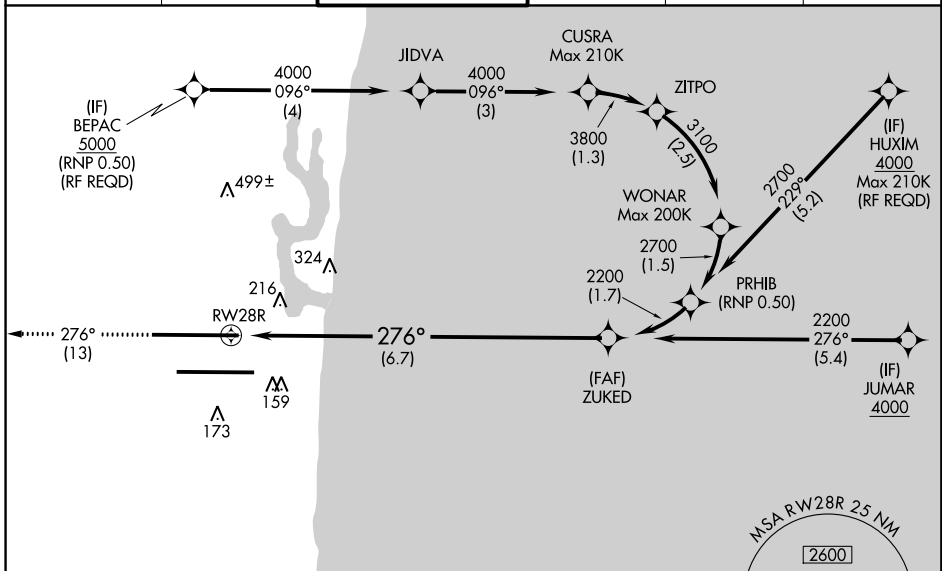 CUSRA
Max 210K
JIDVA
4000
096°
(4)
4000
096°
(3)
ZITPO
(IF)
BEPAC
5000
(RNP 0.50)
(RF REQD)
3800
(1.3)
3100
(2.5)
(IF)
HUXIM
4000
Max 210K
(RF REQD)
499±
2700
229°
(5.2)
WONAR
Max 200K
2700
(1.5)
324
216
2200
(1.7)
PRHIB
(RNP 0.50)
RW28R
276°
(13)
276°
(6.7)
2200
276°
(5.4)
(FAF)
ZUKED
(IF)
JUMAR
4000
159
173
MSA RW28R 25 NM
2600